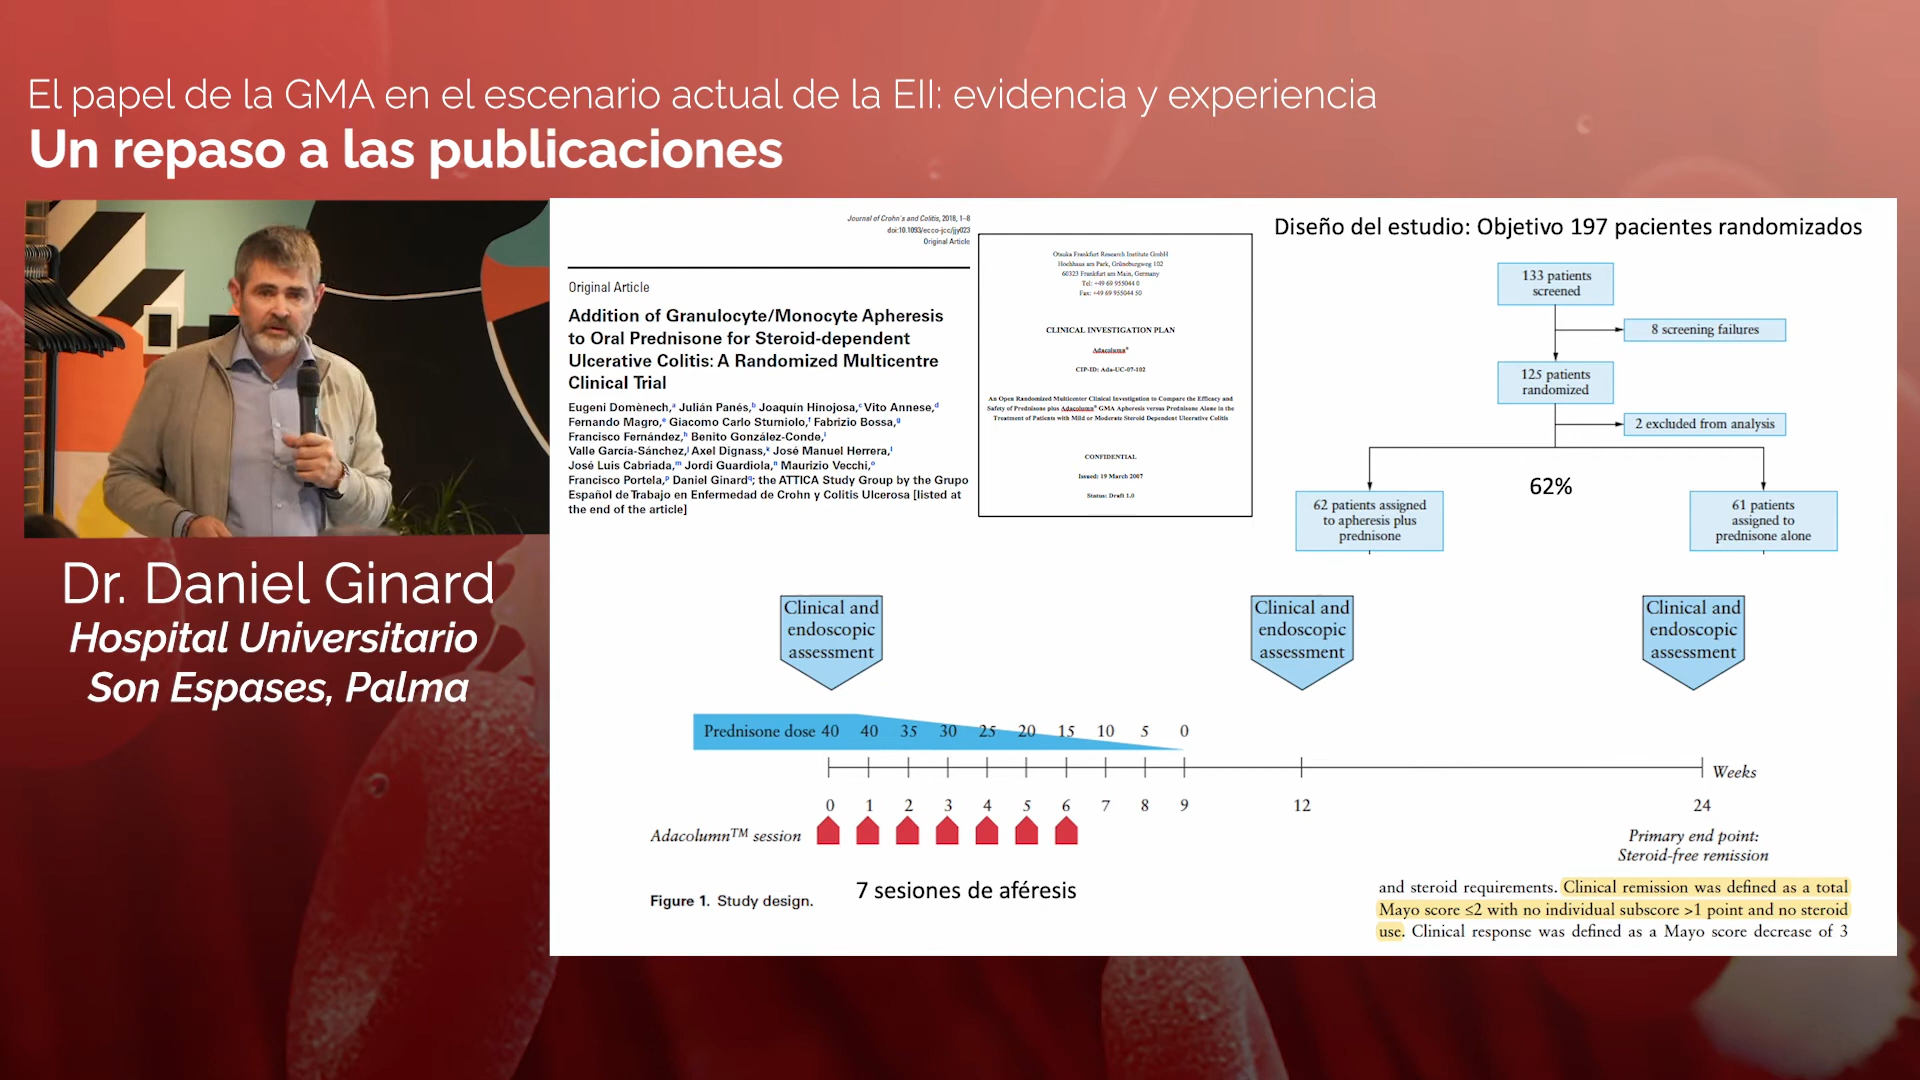 El papel de la GMA en el escenario actual de la EII: evidencia y experiencia
Un repaso a las publicaciones
Dr. Daniel Ginard
Hospital Universitario
Son Espases, Palma
Journal of Crohn's and Colitis, 2018, 1–8
doi:10.1093/ecco-jcc/jjy023
Original Article
Original Article
Addition of Granulocyte/Monocyte Apheresis
to Oral Prednisone for Steroid-dependent
Ulcerative Colitis: A Randomized Multicentre
Clinical Trial
Eugeni Domènech,a Julián Panés,b Joaquín Hinojosa,c Vito Annese,d
Fernando Magro,e Giacomo Carlo Sturniolo,f Fabrizio Bossa,g
Francisco Fernández,h Benito González-Conde,i
Valle García-Sánchez,j Axel Dignass,k José Manuel Herrera,l
José Luis Cabriada,m Jordi Guardiola,n Maurizio Vecchi,o
Francisco Portela,p Daniel Ginardq; the ATTICA Study Group by the Grupo
Español de Trabajo en Enfermedad de Crohn y Colitis Ulcerosa [listed at
the end of the article]
Otsuka Frankfurt Research Institute GmbH
Hochhaus am Park, Grüneburgweg 102
60323 Frankfurt am Main, Germany
Tel: +49 69 955044 0
Fax: +49 69 955044 50
CLINICAL INVESTIGATION PLAN
Adacolumn®
CIP-ID: Ada-UC-07-102
An Open Randomized Multicenter Clinical Investigation to Compare the Efficacy and
Safety of Prednisone plus Adacolumn® GMA Apheresis versus Prednisone Alone in the
Treatment of Patients with Mild or Moderate Steroid Dependent Ulcerative Colitis
CONFIDENTIAL
Issued: 19 March 2007
Status: Draft 1.0
Diseño del estudio: Objetivo 197 pacientes randomizados
133 patients
screened
8 screening failures
125 patients
randomized
2 excluded from analysis
62%
62 patients assigned
to apheresis plus
prednisone
61 patients
assigned to
prednisone alone
Clinical and
endoscopic
assessment
Clinical and
endoscopic
assessment
Clinical and
endoscopic
assessment
Prednisone dose 40 40 35 30 25 20 15 10 5 0
Weeks
0 1 2 3 4 5 6 7 8 9 12 24
Adacolumn™ session
Primary end point:
Steroid-free remission
7 sesiones de aféresis
Figure 1. Study design.
and steroid requirements. Clinical remission was defined as a total
Mayo score ≤2 with no individual subscore >1 point and no steroid
use. Clinical response was defined as a Mayo score decrease of 3